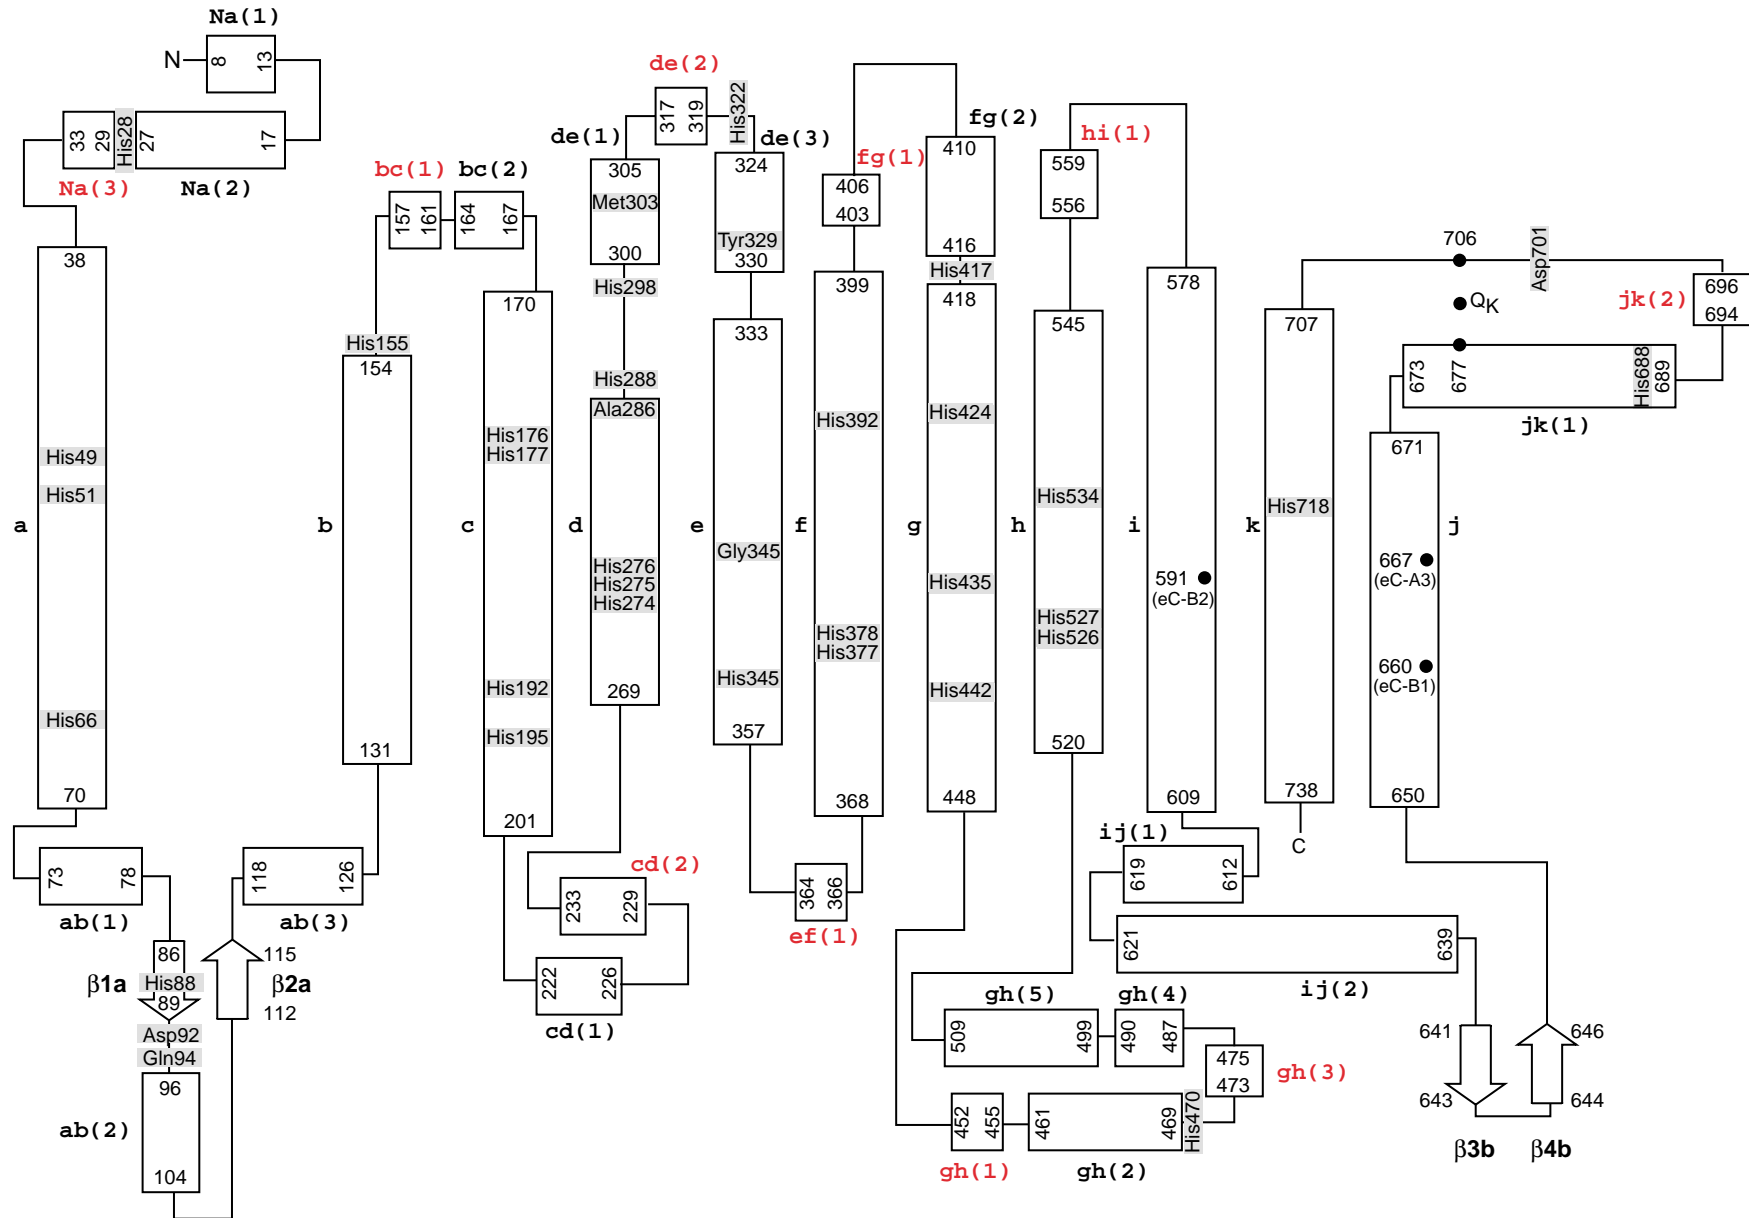 Na(1)
N
8
13
33
29
His28
27
17
Na(3)
Na(2)
38
His49
His51
a
His66
70
73
78
ab(1)
86
His88
89
β1a
Asp92
Gln94
96
ab(2)
104
115
β2a
112
118
126
ab(3)
bc(1)
bc(2)
157
161
164
167
His155
154
b
131
170
His176
His177
c
His192
His195
201
222
226
cd(1)
233
229
cd(2)
de(2)
317
319
His322
de(1)
de(3)
305
Met303
300
His298
His288
Ala286
d
His276
His275
His274
269
324
Tyr329
330
333
e
Gly345
His345
357
364
366
ef(1)
fg(1)
406
403
399
His392
f
His378
His377
368
fg(2)
410
416
His417
418
His424
g
His435
His442
448
452
455
gh(1)
461
469
His470
gh(2)
475
473
gh(3)
gh(4)
490
487
gh(5)
509
499
hi(1)
559
556
545
His534
h
His527
His526
520
578
i
591
(eC-B2)
609
ij(1)
619
612
621
639
ij(2)
641
643
β3b
646
644
β4b
706
Asp701
QK
696
694
jk(2)
673
677
His688
689
jk(1)
707
k
His718
738
C
671
j
667
(eC-A3)
660
(eC-B1)
650